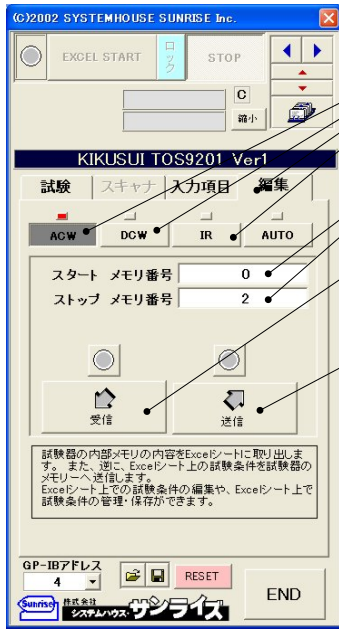 (C)2002 SYSTEMHOUSE SUNRISE Inc.
EXCEL START
ロック
STOP
C
縮小
KIKUSUI TOS9201 Ver1
試験 スキャナ 入力項目 編集
ACW DCW IR AUTO
スタート メモリ番号 0
ストップ メモリ番号 2
受信 送信
試験器の内部メモリの内容をExcelシートに取り出しま
す。 また、逆に、Excelシート上の試験条件を試験器の
メモリーへ送信します。
Excelシート上での試験条件の編集や、Excelシート上で
試験条件の管理・保存ができます。
GP-IBアドレス
4 RESET END
Sunrise 株式会社
システムハウス・サンライズ